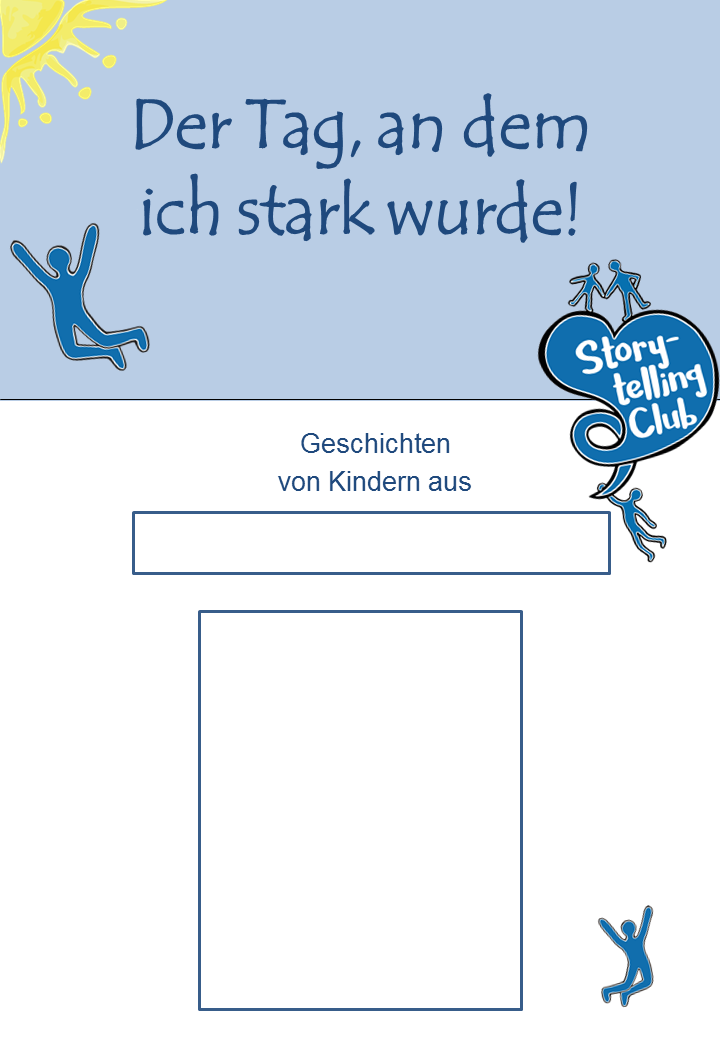 Der Tag, an dem
ich stark wurde!
Story-
telling
Club
Geschichten
von Kindern aus